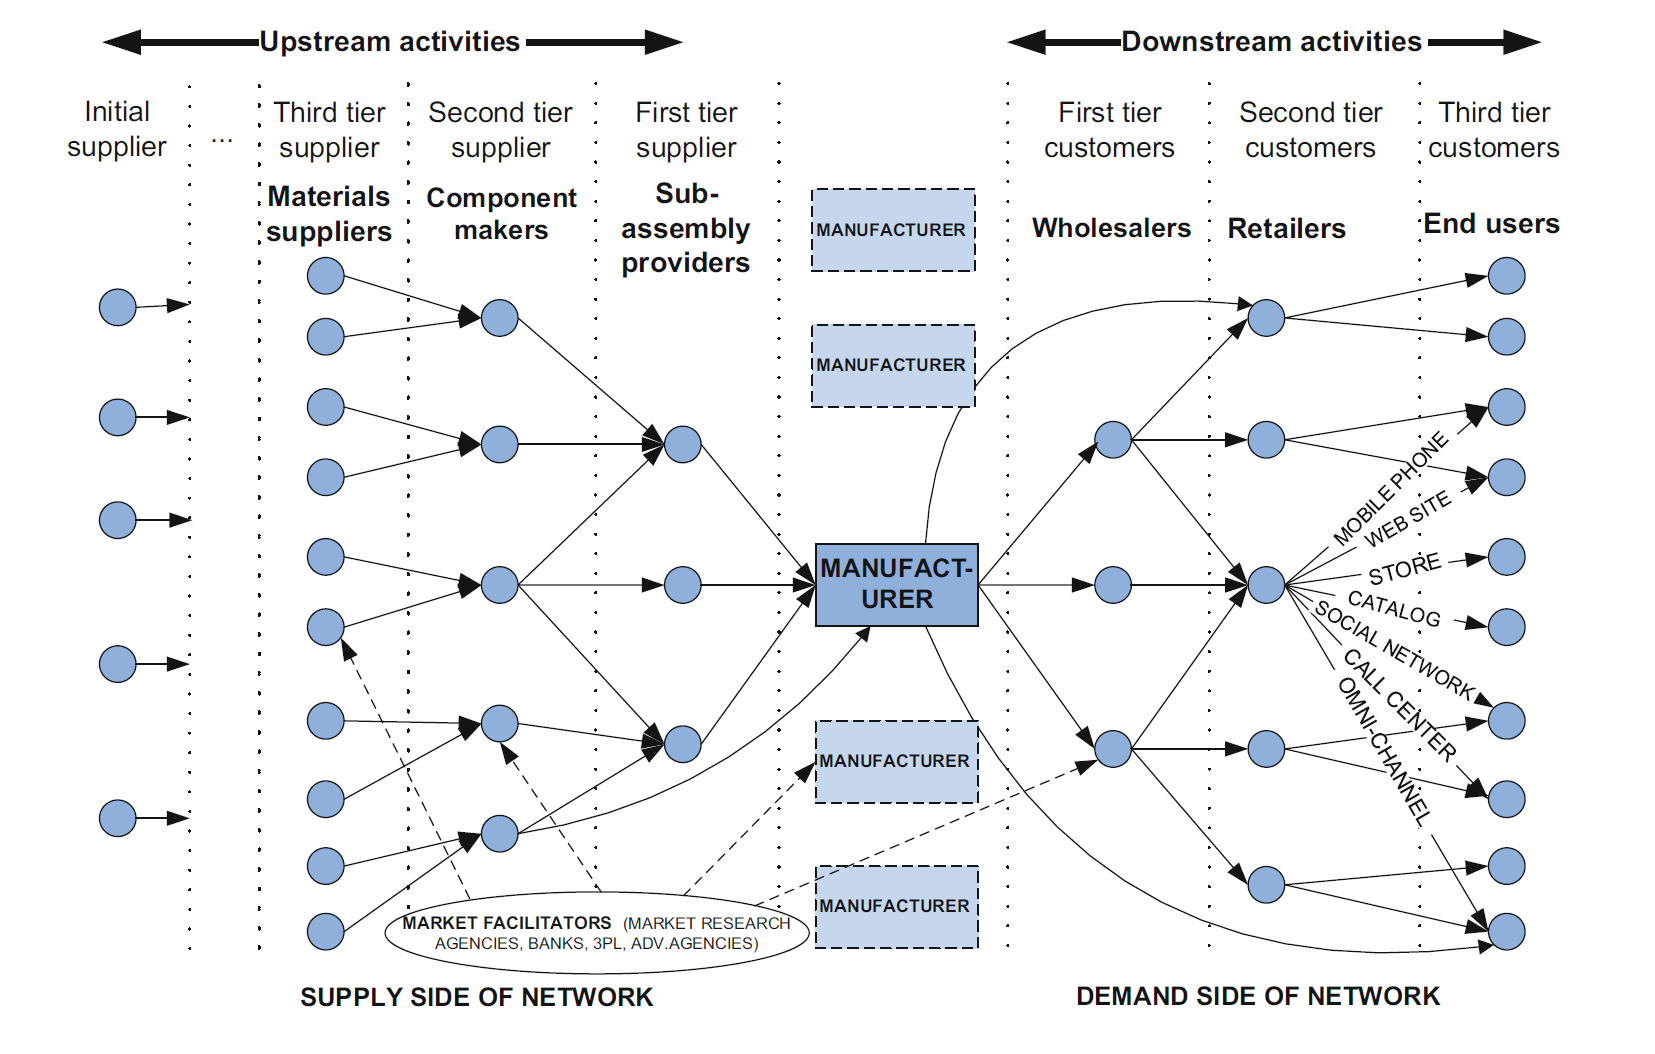 Upstream activities
Downstream activities
Initial
supplier
...
Third tier
supplier
Second tier
supplier
First tier
supplier
First tier
customers
Second tier
customers
Third tier
customers
Materials
suppliers
Component
makers
Sub-
assembly
providers
MANUFACTURER
Wholesalers
Retailers
End users
MANUFACTURER
MANUFACT-
URER
MOBILE PHONE
WEB SITE
STORE
CATALOG
SOCIAL NETWORK
CALL CENTER
OMNI-CHANNEL
MANUFACTURER
MANUFACTURER
MARKET FACILITATORS (MARKET RESEARCH
AGENCIES, BANKS, 3PL, ADV.AGENCIES)
SUPPLY SIDE OF NETWORK
DEMAND SIDE OF NETWORK